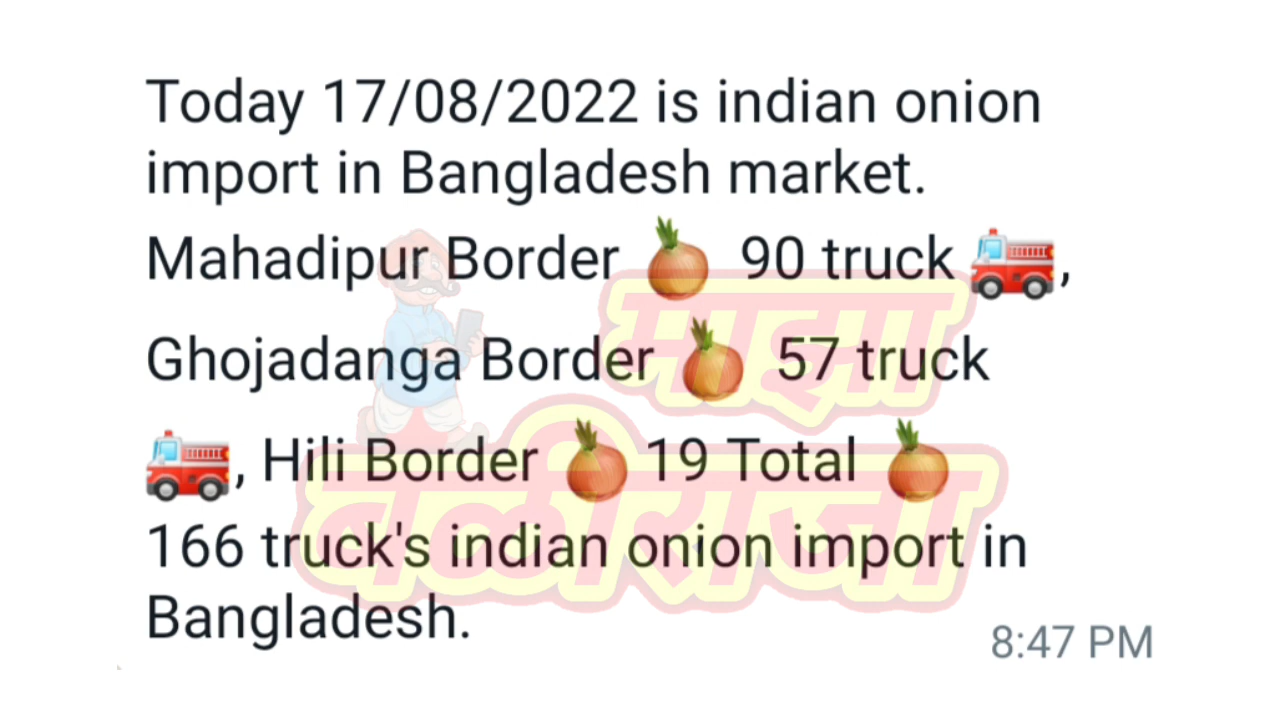 Today 17/08/2022 is indian onion
import in Bangladesh market.
Mahadipur Border 🧅 90 truck 🚒,
Ghojadanga Border 🧅 57 truck
🚒, Hili Border 🧅 19 Total 🧅
166 truck's indian onion import in
Bangladesh.
8:47 PM
माझा
बळीराजा